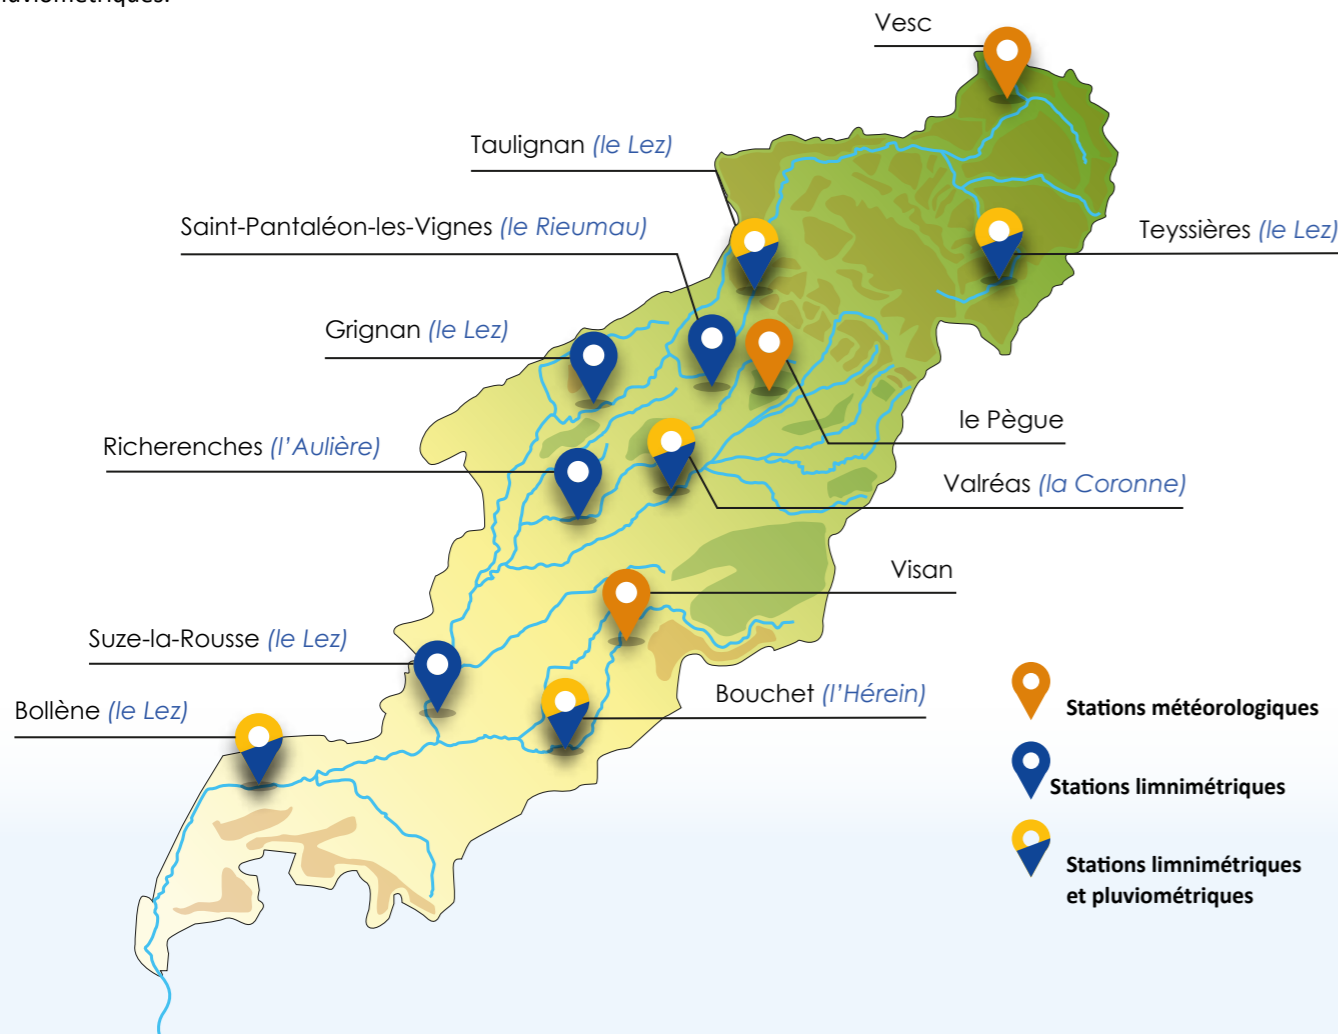 luviométriques.
Vesc
Taulignan (le Lez)
Saint-Pantaléon-les-Vignes (le Rieumau)
Teyssières (le Lez)
Grignan (le Lez)
le Pègue
Richerenches (l'Aulière)
Valréas (la Coronne)
Visan
Suze-la-Rousse (le Lez)
Bouchet (l'Hérein)
Bollène (le Lez)
Stations météorologiques
Stations limnimétriques
Stations limnimétriques
et pluviométriques